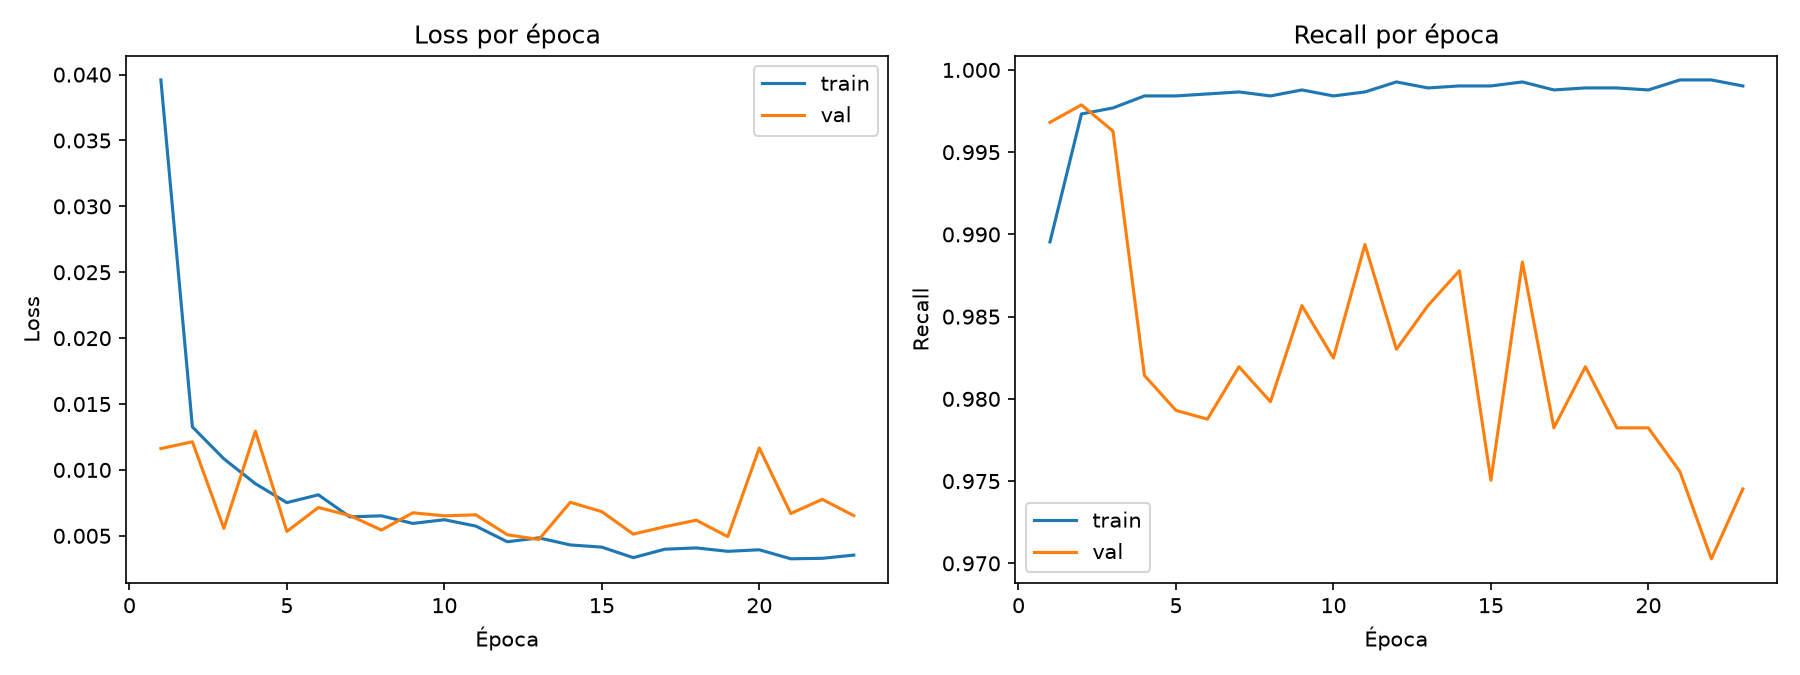 Loss por época
0.040
0.035
0.030
0.025
0.020
0.015
0.010
0.005
Loss
0 5 10 15 20
Época
train
val
Recall por época
1.000
0.995
0.990
0.985
0.980
0.975
0.970
Recall
0 5 10 15 20
Época
train
val